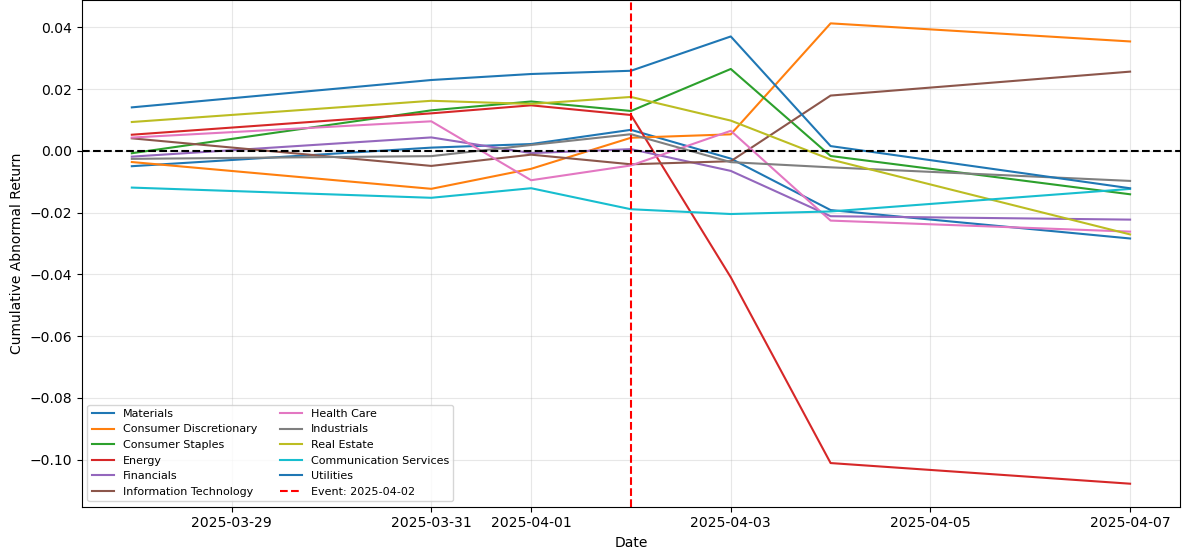 0.04
0.02
0.00
−0.02
−0.04
−0.06
−0.08
−0.10
Cumulative Abnormal Return
Materials
Consumer Discretionary
Consumer Staples
Energy
Financials
Information Technology
Health Care
Industrials
Real Estate
Communication Services
Utilities
Event: 2025-04-02
2025-03-29
2025-03-31
2025-04-01
2025-04-03
2025-04-05
2025-04-07
Date